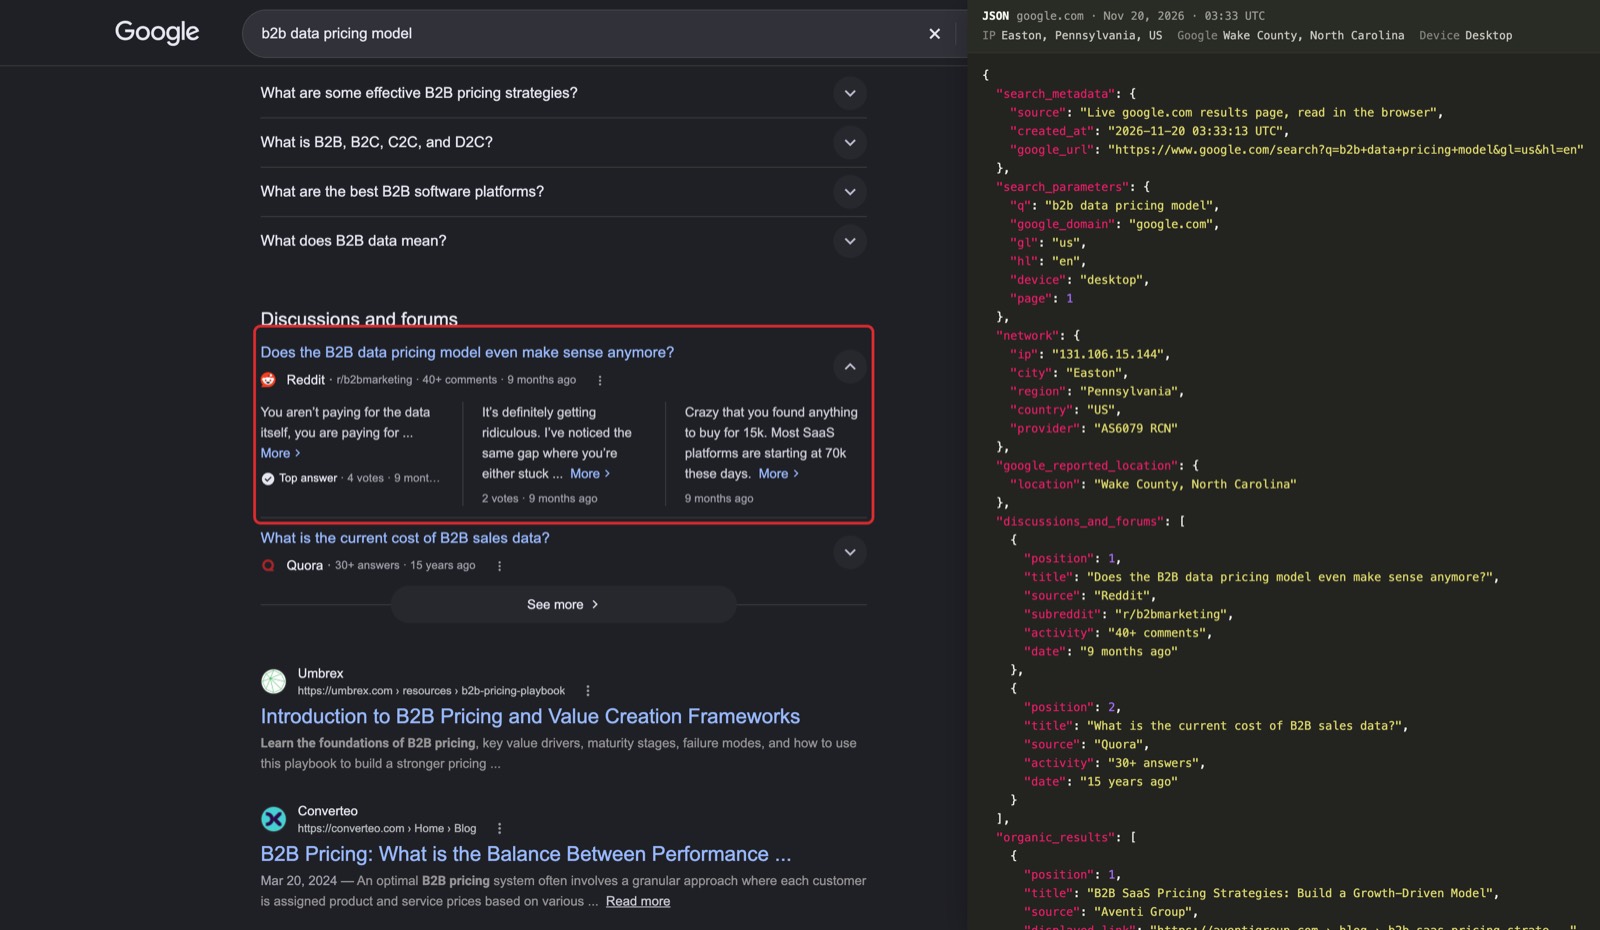 Google
b2b data pricing model
What are some effective B2B pricing strategies?
What is B2B, B2C, C2C, and D2C?
What are the best B2B software platforms?
What does B2B data mean?
Discussions and forums
Does the B2B data pricing model even make sense anymore?
Reddit · r/b2bmarketing · 40+ comments · 9 months ago
You aren't paying for the data
itself, you are paying for ...
More >
Top answer · 4 votes · 9 mont...
It's definitely getting
ridiculous. I've noticed the
same gap where you're
either stuck ... More >
2 votes · 9 months ago
Crazy that you found anything
to buy for 15k. Most SaaS
platforms are starting at 70k
these days. More >
9 months ago
What is the current cost of B2B sales data?
Quora · 30+ answers · 15 years ago
See more >
Umbrex
https://umbrex.com › resources › b2b-pricing-playbook
Introduction to B2B Pricing and Value Creation Frameworks
Learn the foundations of B2B pricing, key value drivers, maturity stages, failure modes, and how to use
this playbook to build a stronger pricing ...
Converteo
https://converteo.com › Home › Blog
B2B Pricing: What is the Balance Between Performance ...
Mar 20, 2024 — An optimal B2B pricing system often involves a granular approach where each customer
is assigned product and service prices based on various ... Read more
JSON google.com · Nov 20, 2026 · 03:33 UTC
IP Easton, Pennsylvania, US Google Wake County, North Carolina Device Desktop
{
"search_metadata": {
"source": "Live google.com results page, read in the browser",
"created_at": "2026-11-20 03:33:13 UTC",
"google_url": "https://www.google.com/search?q=b2b+data+pricing+model&gl=us&hl=en"
},
"search_parameters": {
"q": "b2b data pricing model",
"google_domain": "google.com",
"gl": "us",
"hl": "en",
"device": "desktop",
"page": 1
},
"network": {
"ip": "131.106.15.144",
"city": "Easton",
"region": "Pennsylvania",
"country": "US",
"provider": "AS6079 RCN"
},
"google_reported_location": {
"location": "Wake County, North Carolina"
},
"discussions_and_forums": [
{
"position": 1,
"title": "Does the B2B data pricing model even make sense anymore?",
"source": "Reddit",
"subreddit": "r/b2bmarketing",
"activity": "40+ comments",
"date": "9 months ago"
},
{
"position": 2,
"title": "What is the current cost of B2B sales data?",
"source": "Quora",
"activity": "30+ answers",
"date": "15 years ago"
}
],
"organic_results": [
{
"position": 1,
"title": "B2B SaaS Pricing Strategies: Build a Growth-Driven Model",
"source": "Aventi Group",